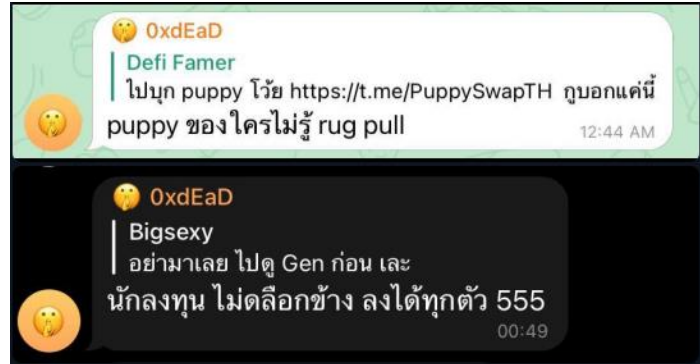 0xdEaD
Defi Famer
ไปบุก puppy โว้ย https://t.me/PuppySwapTH กูบอกแค่นี้
puppy ของใครไม่รู้ rug pull
12:44 AM
0xdEaD
Bigsexy
อย่ามาเลย ไปดู Gen ก่อน เละ
นักลงทุน ไม่ดลือกข้าง ลงได้ทุกตัว 555
00:49